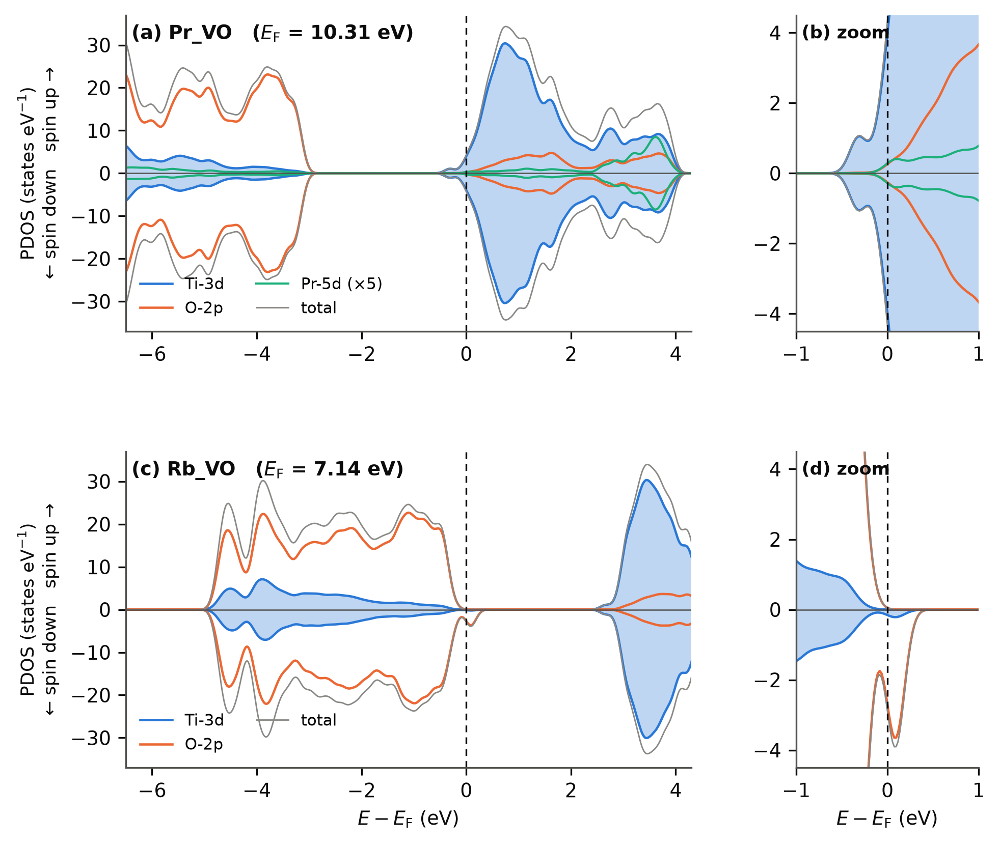 (a) Pr_VO (E_F = 10.31 eV)
PDOS (states eV⁻¹)
← spin down spin up →
30
20
10
0
−10
−20
−30
Ti-3d
O-2p
Pr-5d (×5)
total
−6
−4
−2
0
2
4
(b) zoom
4
2
0
−2
−4
−1
0
1
(c) Rb_VO (E_F = 7.14 eV)
PDOS (states eV⁻¹)
← spin down spin up →
30
20
10
0
−10
−20
−30
Ti-3d
O-2p
total
−6
−4
−2
0
2
4
E − E_F (eV)
(d) zoom
4
2
0
−2
−4
−1
0
1
E − E_F (eV)